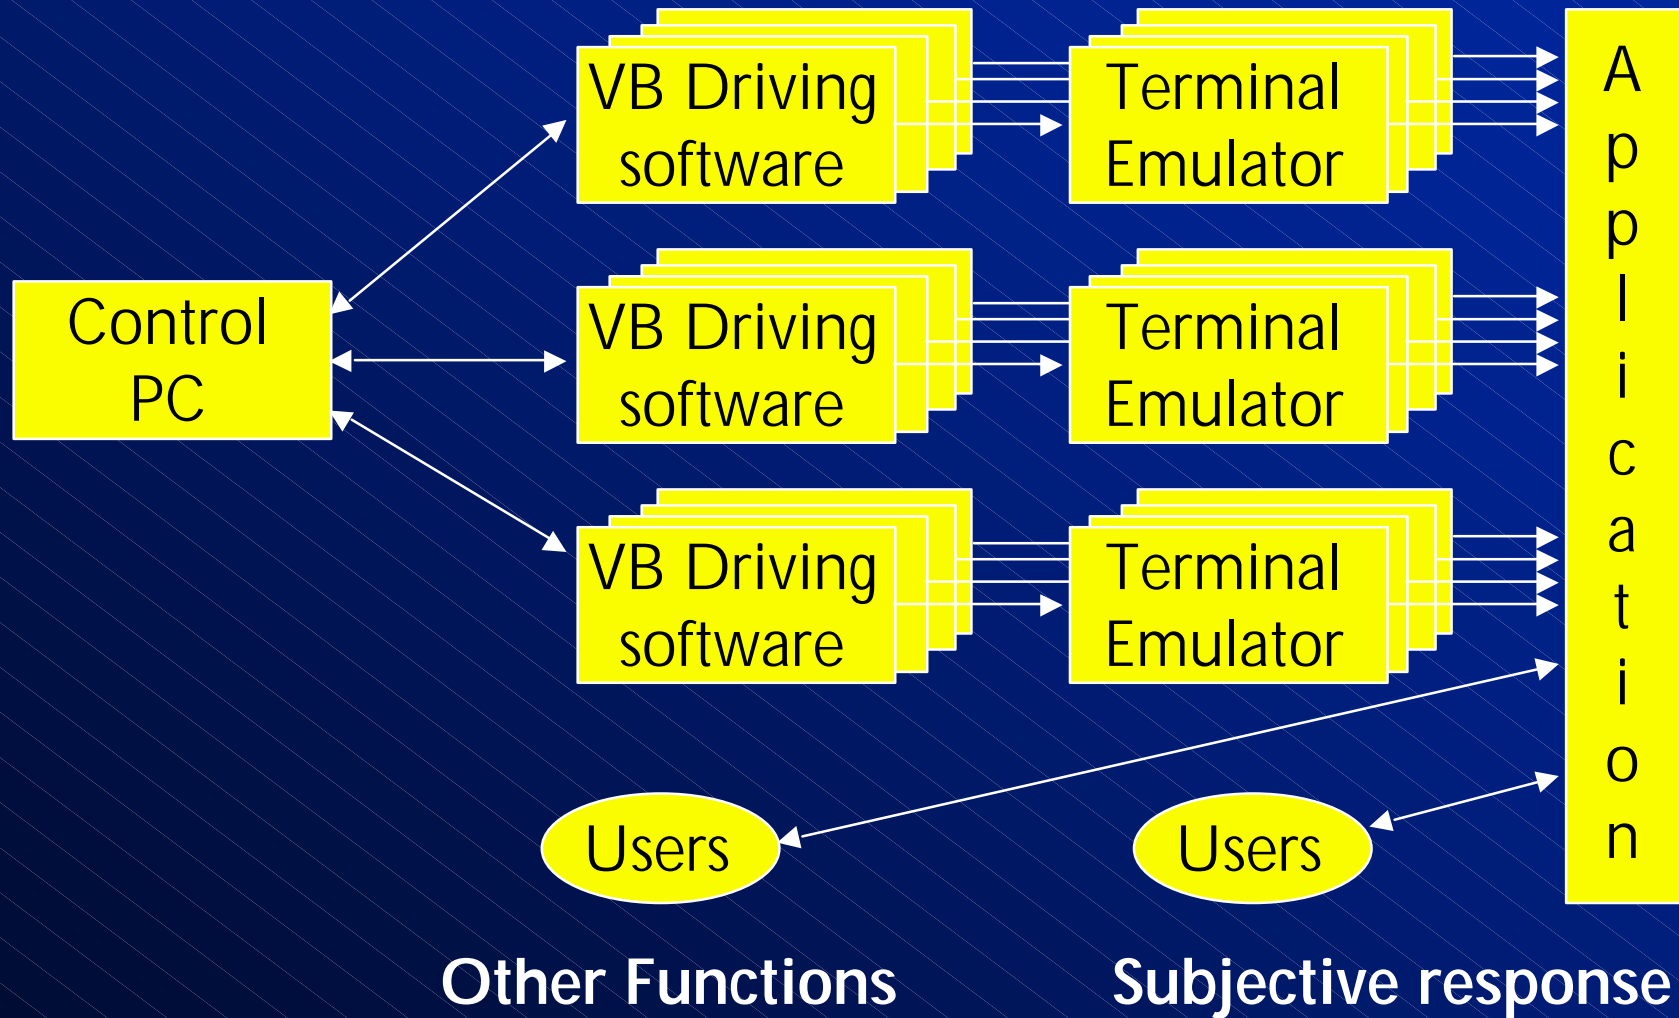 VB Driving
software
Terminal
Emulator
Control
PC
VB Driving
software
Terminal
Emulator
VB Driving
software
Terminal
Emulator
A
p
p
l
i
c
a
t
i
o
n
Users
Users
Other Functions
Subjective response